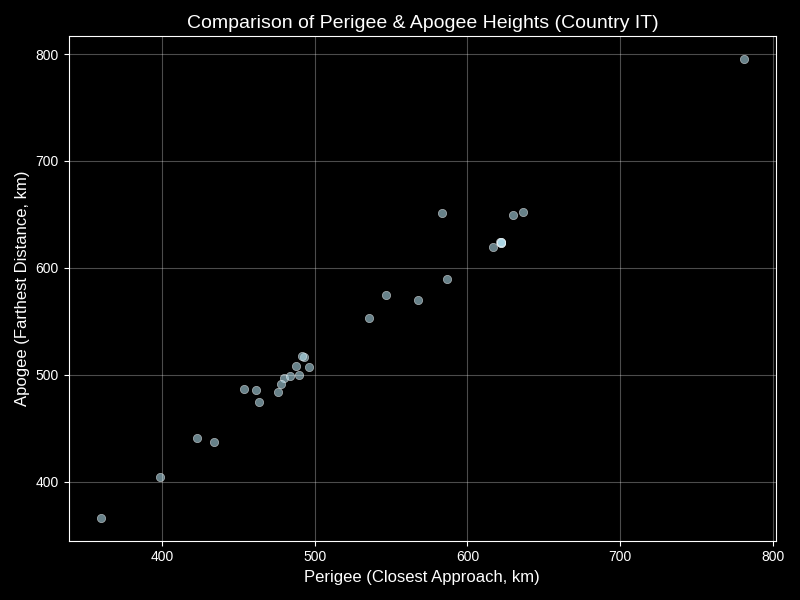 Comparison of Perigee & Apogee Heights (Country IT)
800
700
600
500
400
Apogee (Farthest Distance, km)
400 500 600 700 800
Perigee (Closest Approach, km)